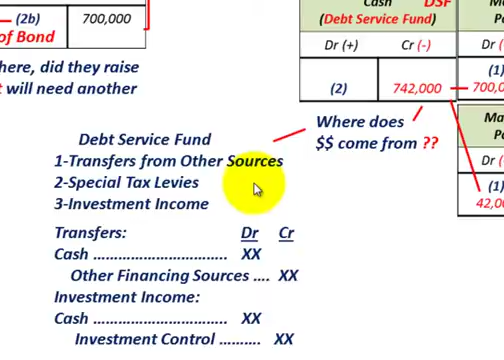 (2b) 700,000
of Bond
here, did they raise
will need another
Cash DSF
(Debt Service Fund)
Dr (+) Cr (-)
(2) 742,000
Dr (
(1)
700,0
Dr (
(1)
42,0
Where does
$$ come from ??
Debt Service Fund
1-Transfers from Other Sources
2-Special Tax Levies
3-Investment Income
Transfers: Dr Cr
Cash ................................. XX
Other Financing Sources .... XX
Investment Income:
Cash ................................. XX
Investment Control .......... XX